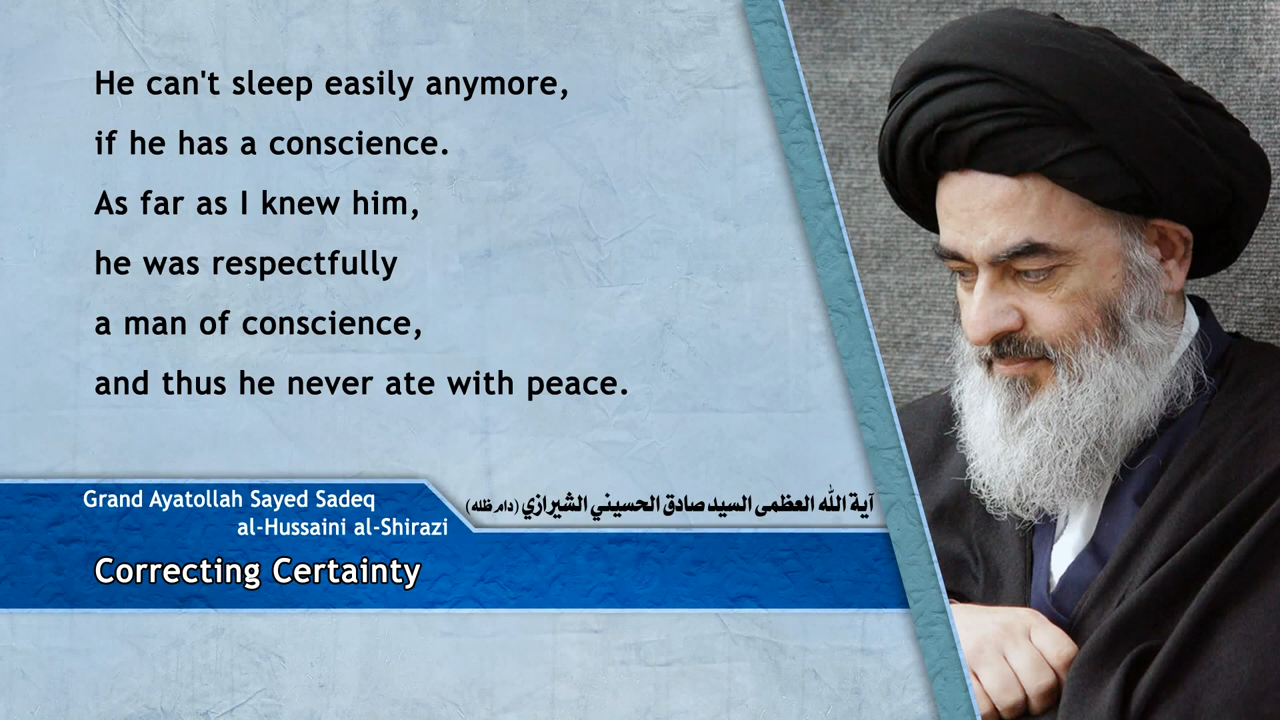 He can't sleep easily anymore,
if he has a conscience.
As far as I knew him,
he was respectfully
a man of conscience,
and thus he never ate with peace.
Grand Ayatollah Sayed Sadeq
al-Hussaini al-Shirazi
آية الله العظمى السيد صادق الحسيني الشيرازي (دام ظله)
Correcting Certainty